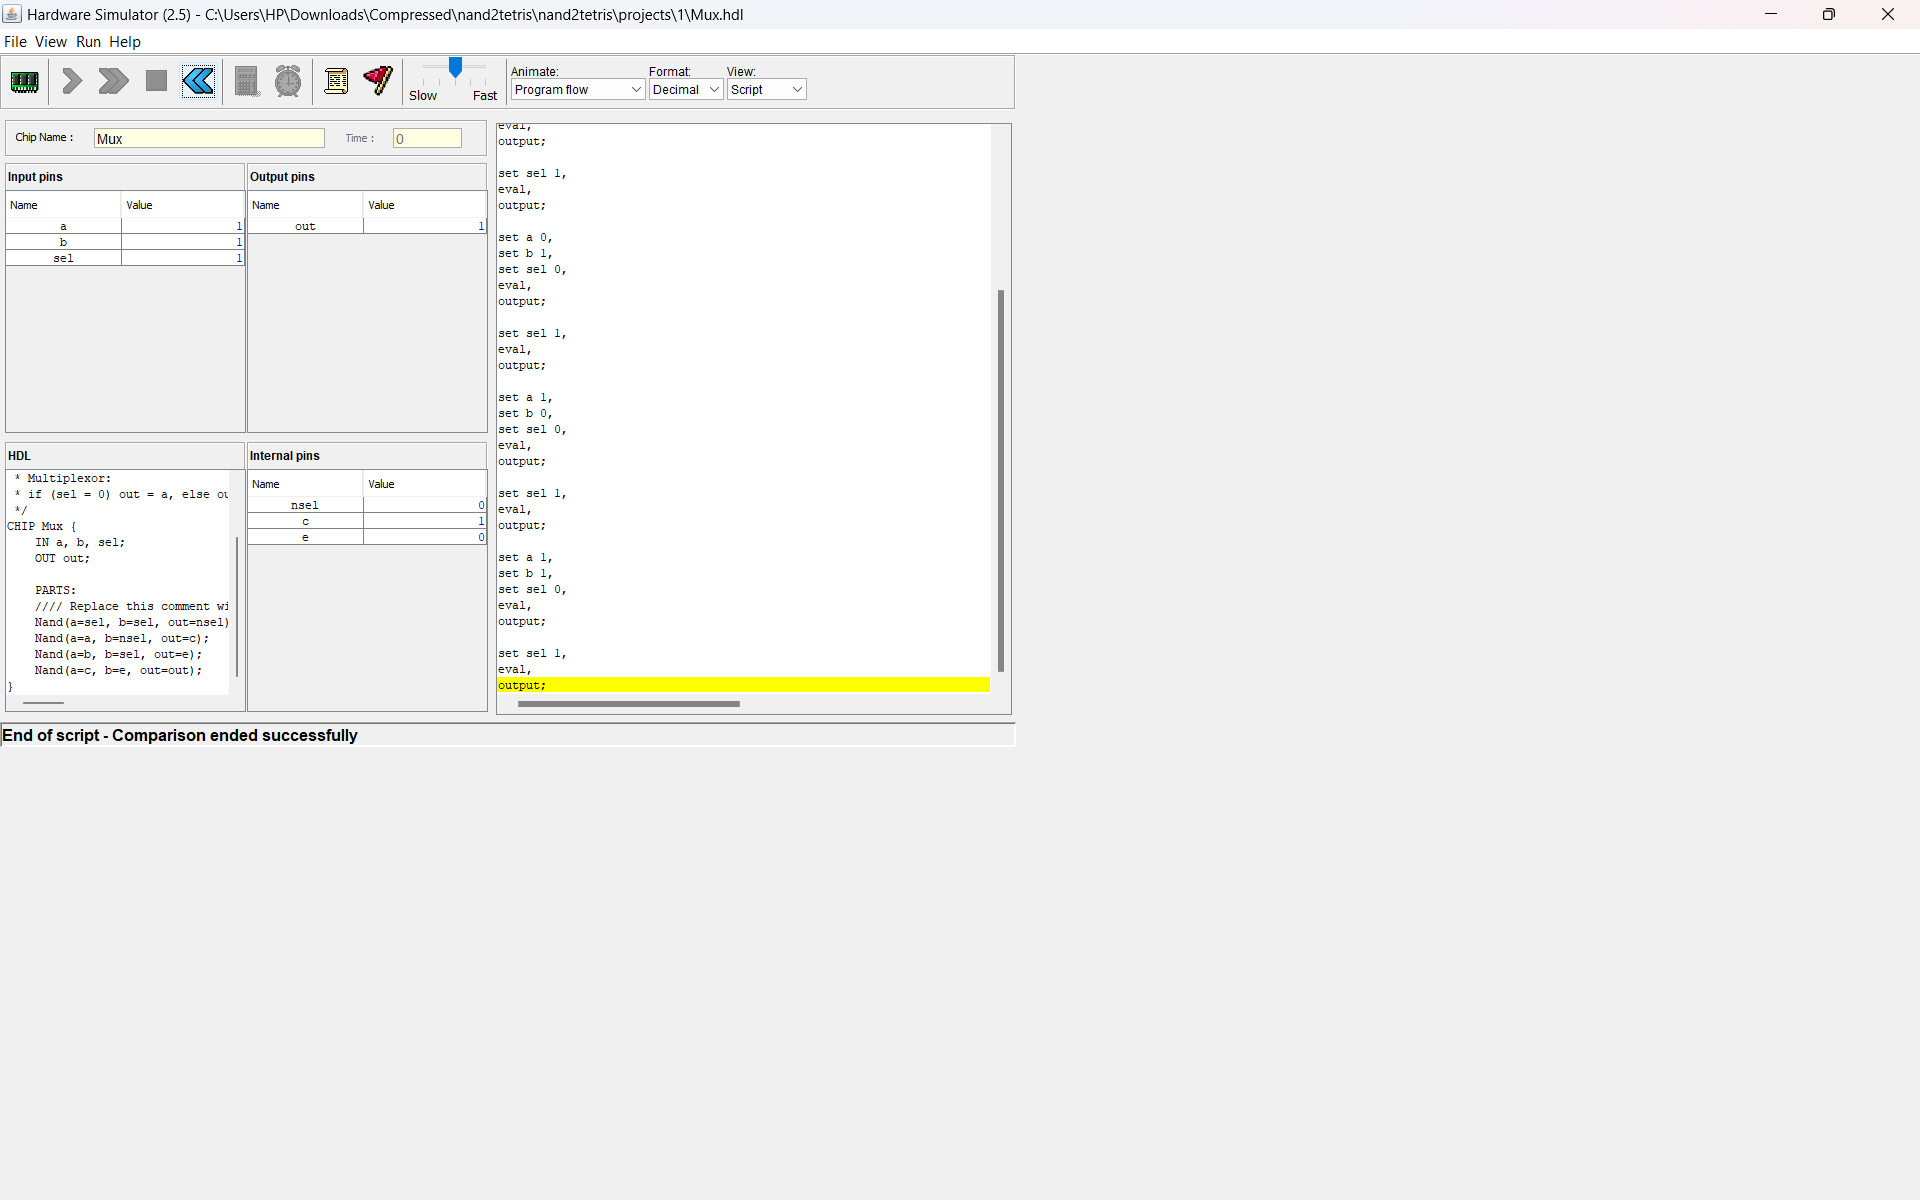 Hardware Simulator (2.5) - C:\Users\HP\Downloads\Compressed\nand2tetris\nand2tetris\projects\1\Mux.hdl
File View Run Help
Slow Fast
Animate: Format: View:
Program flow Decimal Script
Chip Name : Mux Time : 0
Input pins
Name Value
a 1
b 1
sel 1
Output pins
Name Value
out 1
HDL
* Multiplexor:
* if (sel = 0) out = a, else ou
*/
CHIP Mux {
IN a, b, sel;
OUT out;
PARTS:
//// Replace this comment wi
Nand(a=sel, b=sel, out=nsel)
Nand(a=a, b=nsel, out=c);
Nand(a=b, b=sel, out=e);
Nand(a=c, b=e, out=out);
}
Internal pins
Name Value
nsel 0
c 1
e 0
eval,
output;
set sel 1,
eval,
output;
set a 0,
set b 1,
set sel 0,
eval,
output;
set sel 1,
eval,
output;
set a 1,
set b 0,
set sel 0,
eval,
output;
set sel 1,
eval,
output;
set a 1,
set b 1,
set sel 0,
eval,
output;
set sel 1,
eval,
output;
End of script - Comparison ended successfully